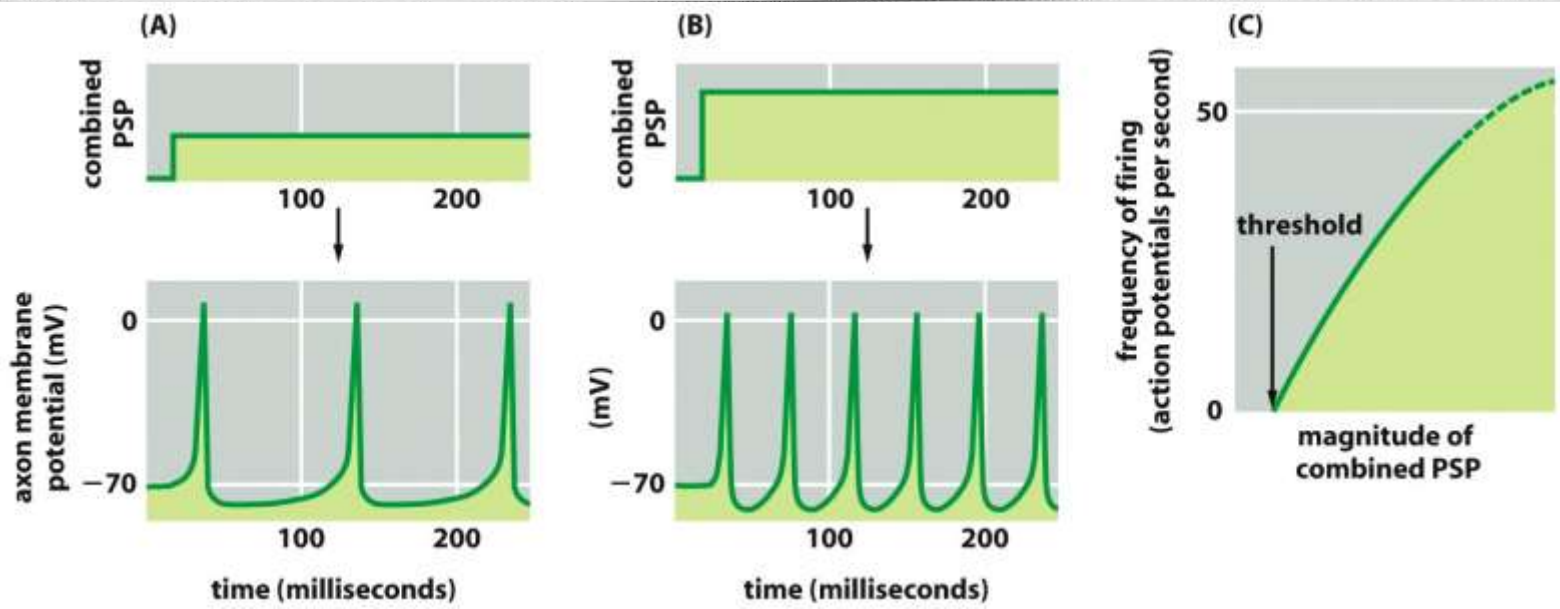 (A)
combined
PSP
100
200
0
−70
axon membrane
potential (mV)
100
200
time (milliseconds)
(B)
combined
PSP
100
200
0
(mV)
−70
100
200
time (milliseconds)
(C)
frequency of firing
(action potentials per second)
50
threshold
0
magnitude of
combined PSP